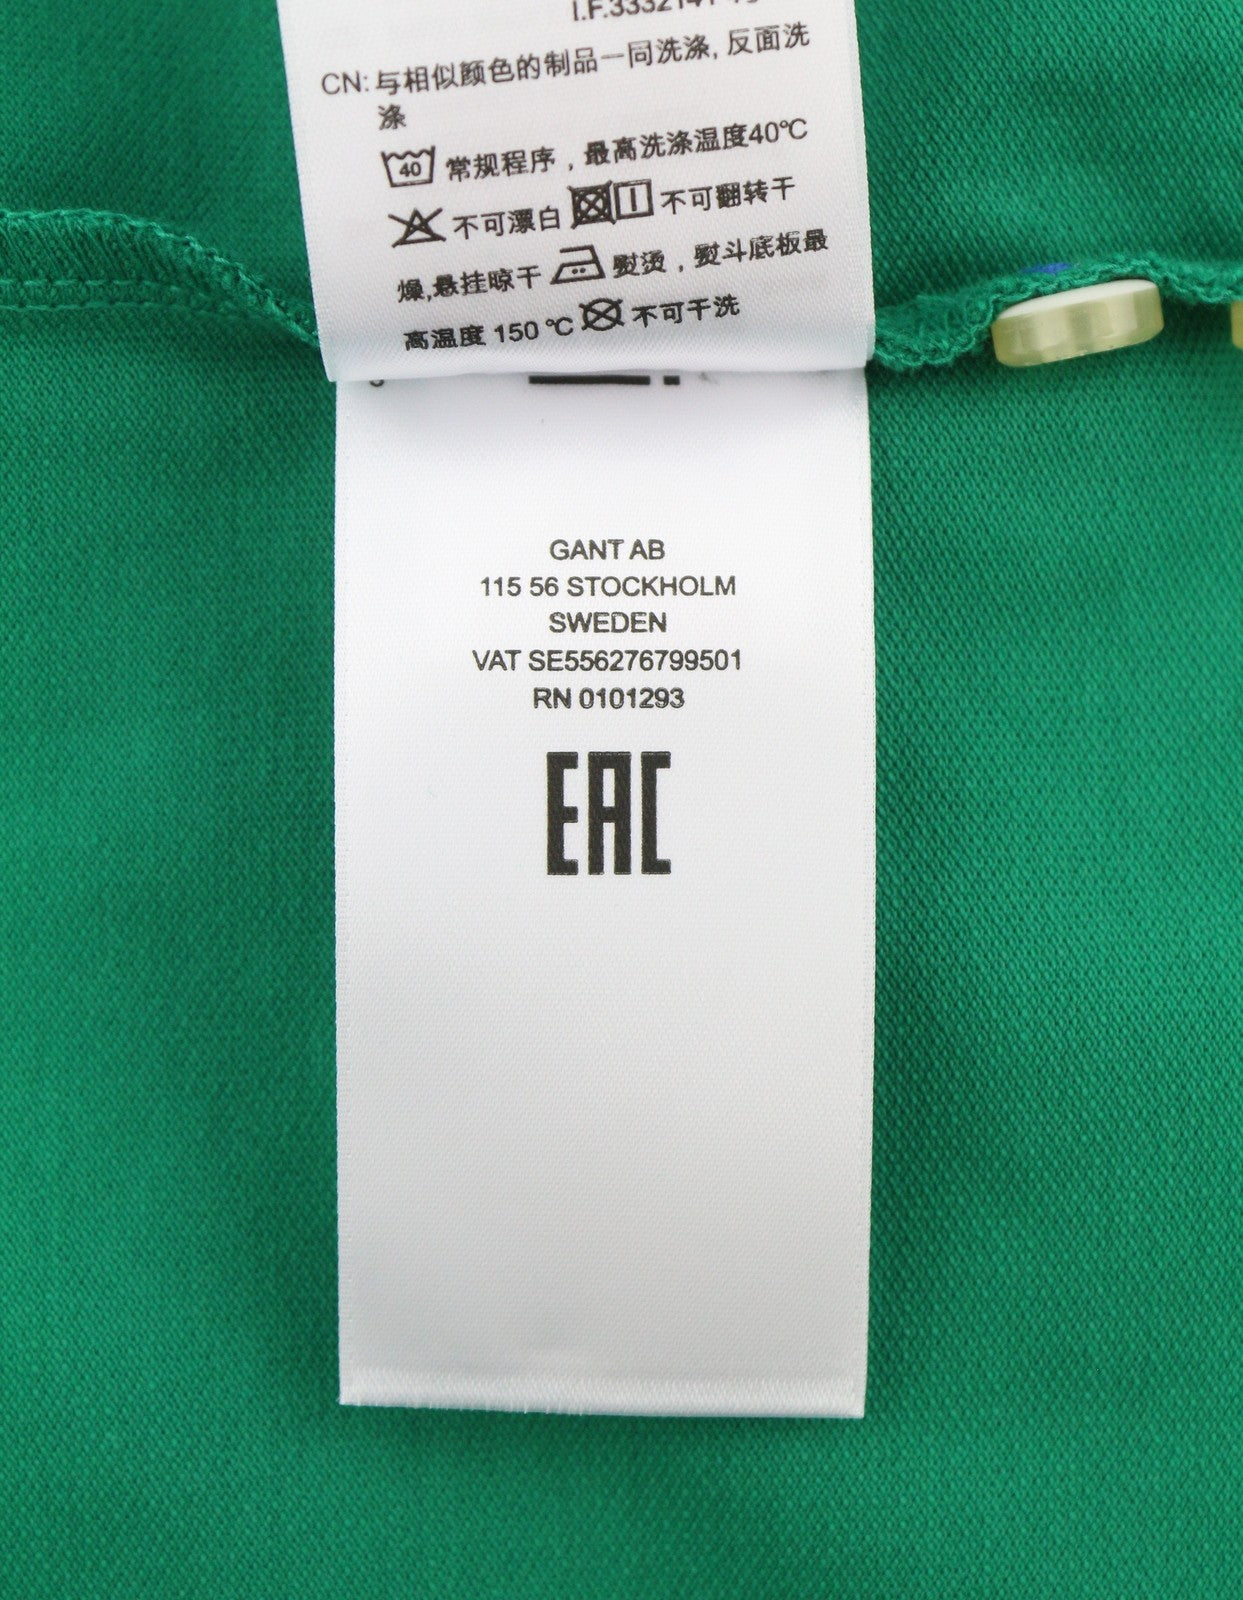 CN: 与相似颜色的制品一同洗涤, 反面洗
涤
40 常规程序，最高洗涤温度40℃
不可漂白 不可翻转干
燥,悬挂晾干 熨烫，熨斗底板最
高温度 150 ℃ 不可干洗
GANT AB
115 56 STOCKHOLM
SWEDEN
VAT SE556276799501
RN 0101293
EAC